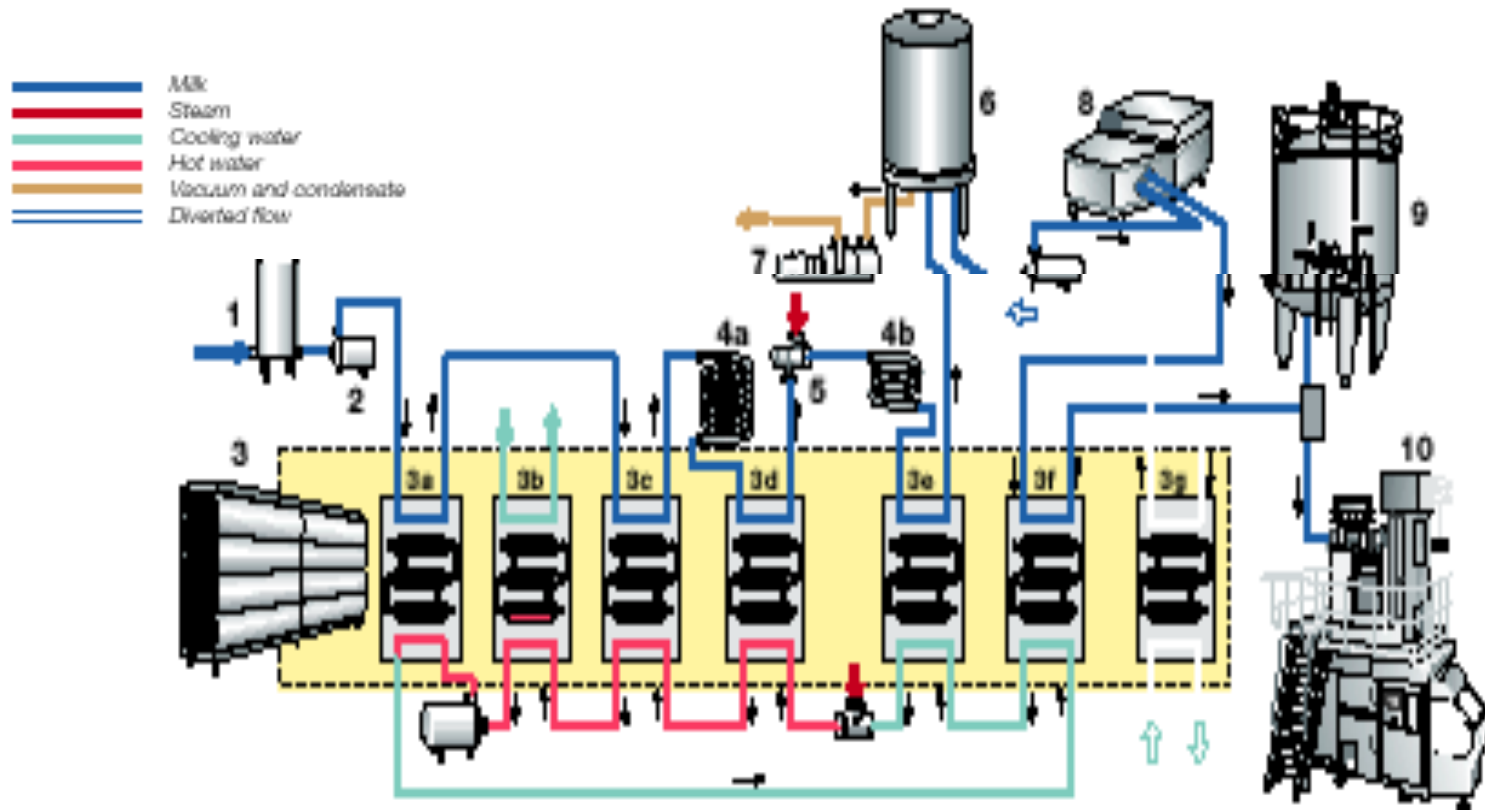 Milk
Steam
Cooling water
Hot water
Vacuum and condensate
Diverted flow
6
8
9
7
1
2
4a
5
4b
3
3a
3b
3c
3d
3e
3f
3g
10